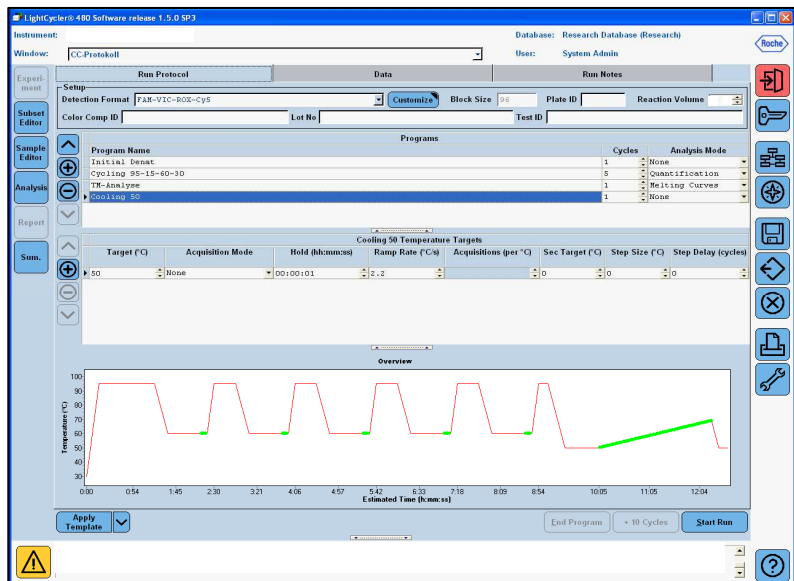 LightCycler® 480 Software release 1.5.0 SP3
Instrument: Database: Research Database (Research)
Window: CC-Protokoll User: System Admin
Roche
Run Protocol Data Run Notes
Experi-
ment
Subset
Editor
Sample
Editor
Analysis
Report
Sum.
Setup
Detection Format FAM-VIC-ROX-Cy5 Customize Block Size 96 Plate ID Reaction Volume
Color Comp ID Lot No Test ID
Programs
Program Name Cycles Analysis Mode
Initial Denat 1 None
Cycling 95-15-60-30 5 Quantification
TM-Analyse 1 Melting Curves
Cooling 50 1 None
Cooling 50 Temperature Targets
Target (°C) Acquisition Mode Hold (hh:mm:ss) Ramp Rate (°C/s) Acquisitions (per °C) Sec Target (°C) Step Size (°C) Step Delay (cycles)
50 None 00:00:01 2.2 0 0 0
Overview
Temperature (°C)
100
90
80
70
60
50
40
30
0:00 0:54 1:45 2:30 3:21 4:06 4:57 5:42 6:33 7:18 8:09 8:54 10:05 11:05 12:04
Estimated Time (h:mm:ss)
Apply
Template
End Program + 10 Cycles Start Run